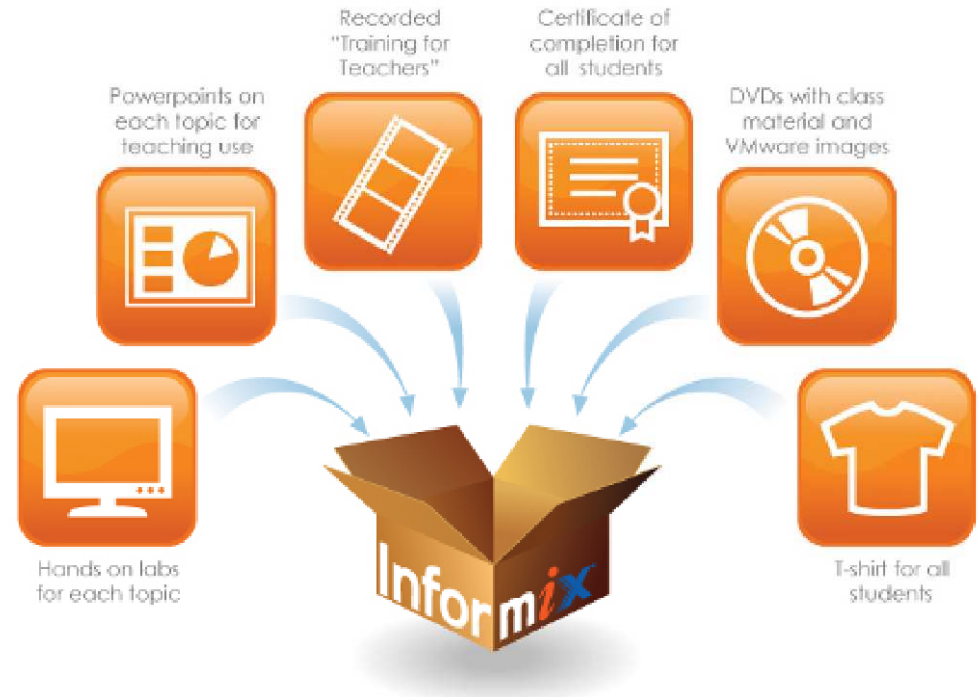 Recorded
"Training for
Teachers"
Certificate of
completion for
all students
Powerpoints on
each topic for
teaching use
DVDs with class
material and
VMware images
Hands on labs
for each topic
T-shirt for all
students
Informix